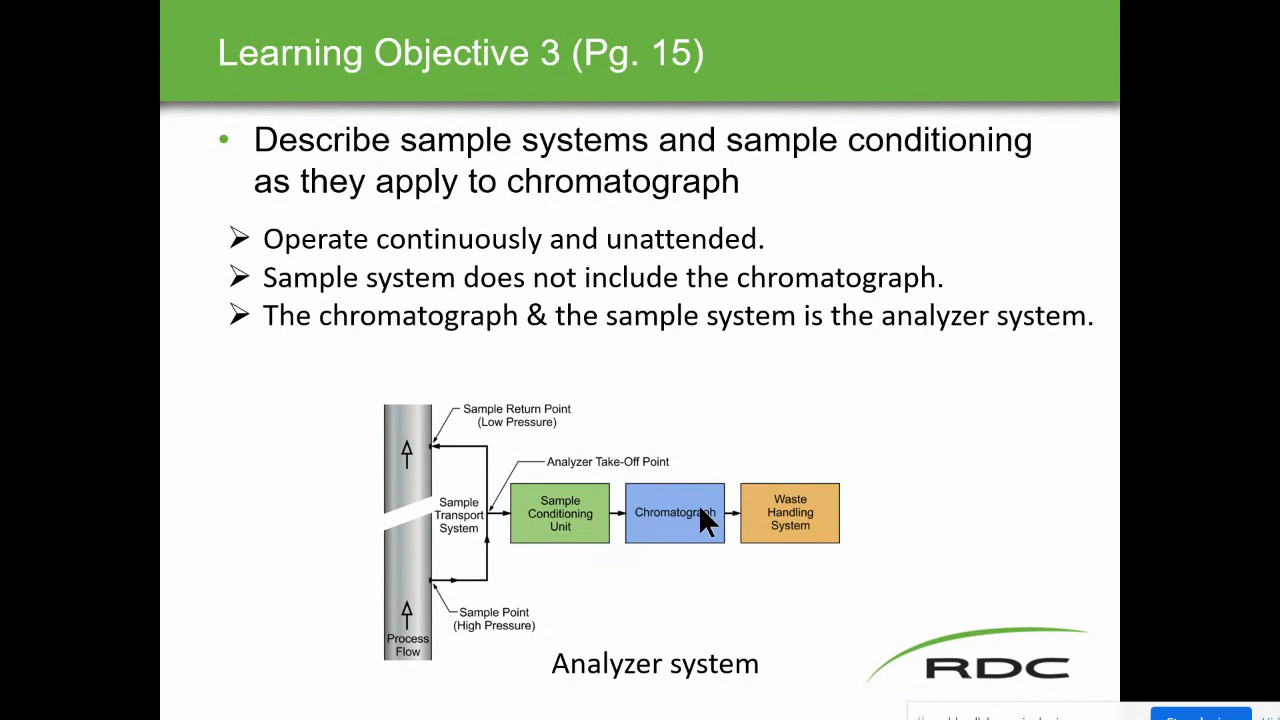 Learning Objective 3 (Pg. 15)
• Describe sample systems and sample conditioning
as they apply to chromatograph
➢ Operate continuously and unattended.
➢ Sample system does not include the chromatograph.
➢ The chromatograph & the sample system is the analyzer system.
Sample Return Point
(Low Pressure)
Analyzer Take-Off Point
Sample
Transport
System
Sample
Conditioning
Unit
Chromatograph
Waste
Handling
System
Sample Point
(High Pressure)
Process
Flow
Analyzer system
RDC